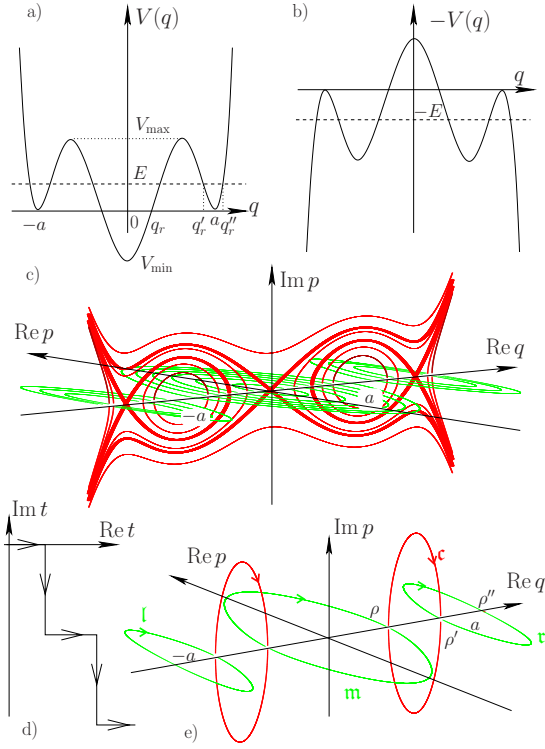 a)
V(q)
V_max
E
−a
0
q_r
q′_r
a
q″_r
q
V_min
b)
−V(q)
q
−E
c)
Im p
Re p
Re q
−a
a
d)
Im t
Re t
e)
Im p
Re p
Re q
𝔠
𝔩
ρ
ρ″
ρ′
a
−a
𝔪
𝔯